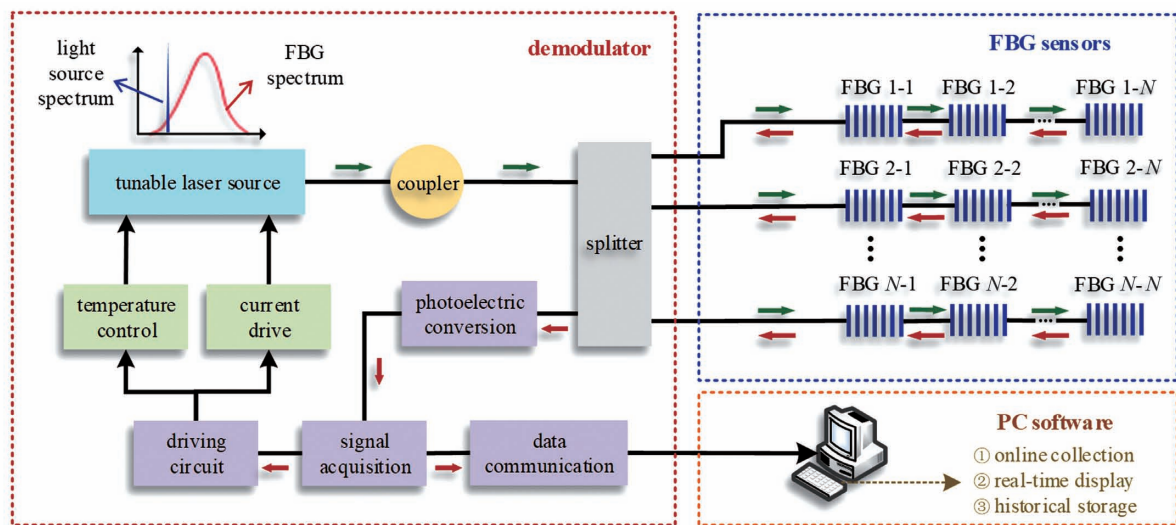 light
source
spectrum
FBG
spectrum
demodulator
tunable laser source
coupler
splitter
temperature
control
current
drive
photoelectric
conversion
driving
circuit
signal
acquisition
data
communication
FBG sensors
FBG 1-1
FBG 1-2
FBG 1-N
...
FBG 2-1
FBG 2-2
FBG 2-N
...
FBG N-1
FBG N-2
FBG N-N
...
PC software
① online collection
② real-time display
③ historical storage